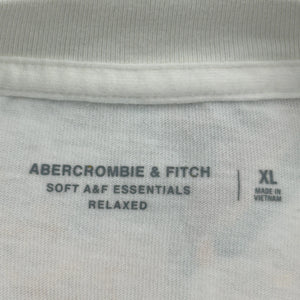 ABERCROMBIE & FITCH
SOFT A&F ESSENTIALS
RELAXED
XL
MADE IN
VIETNAM